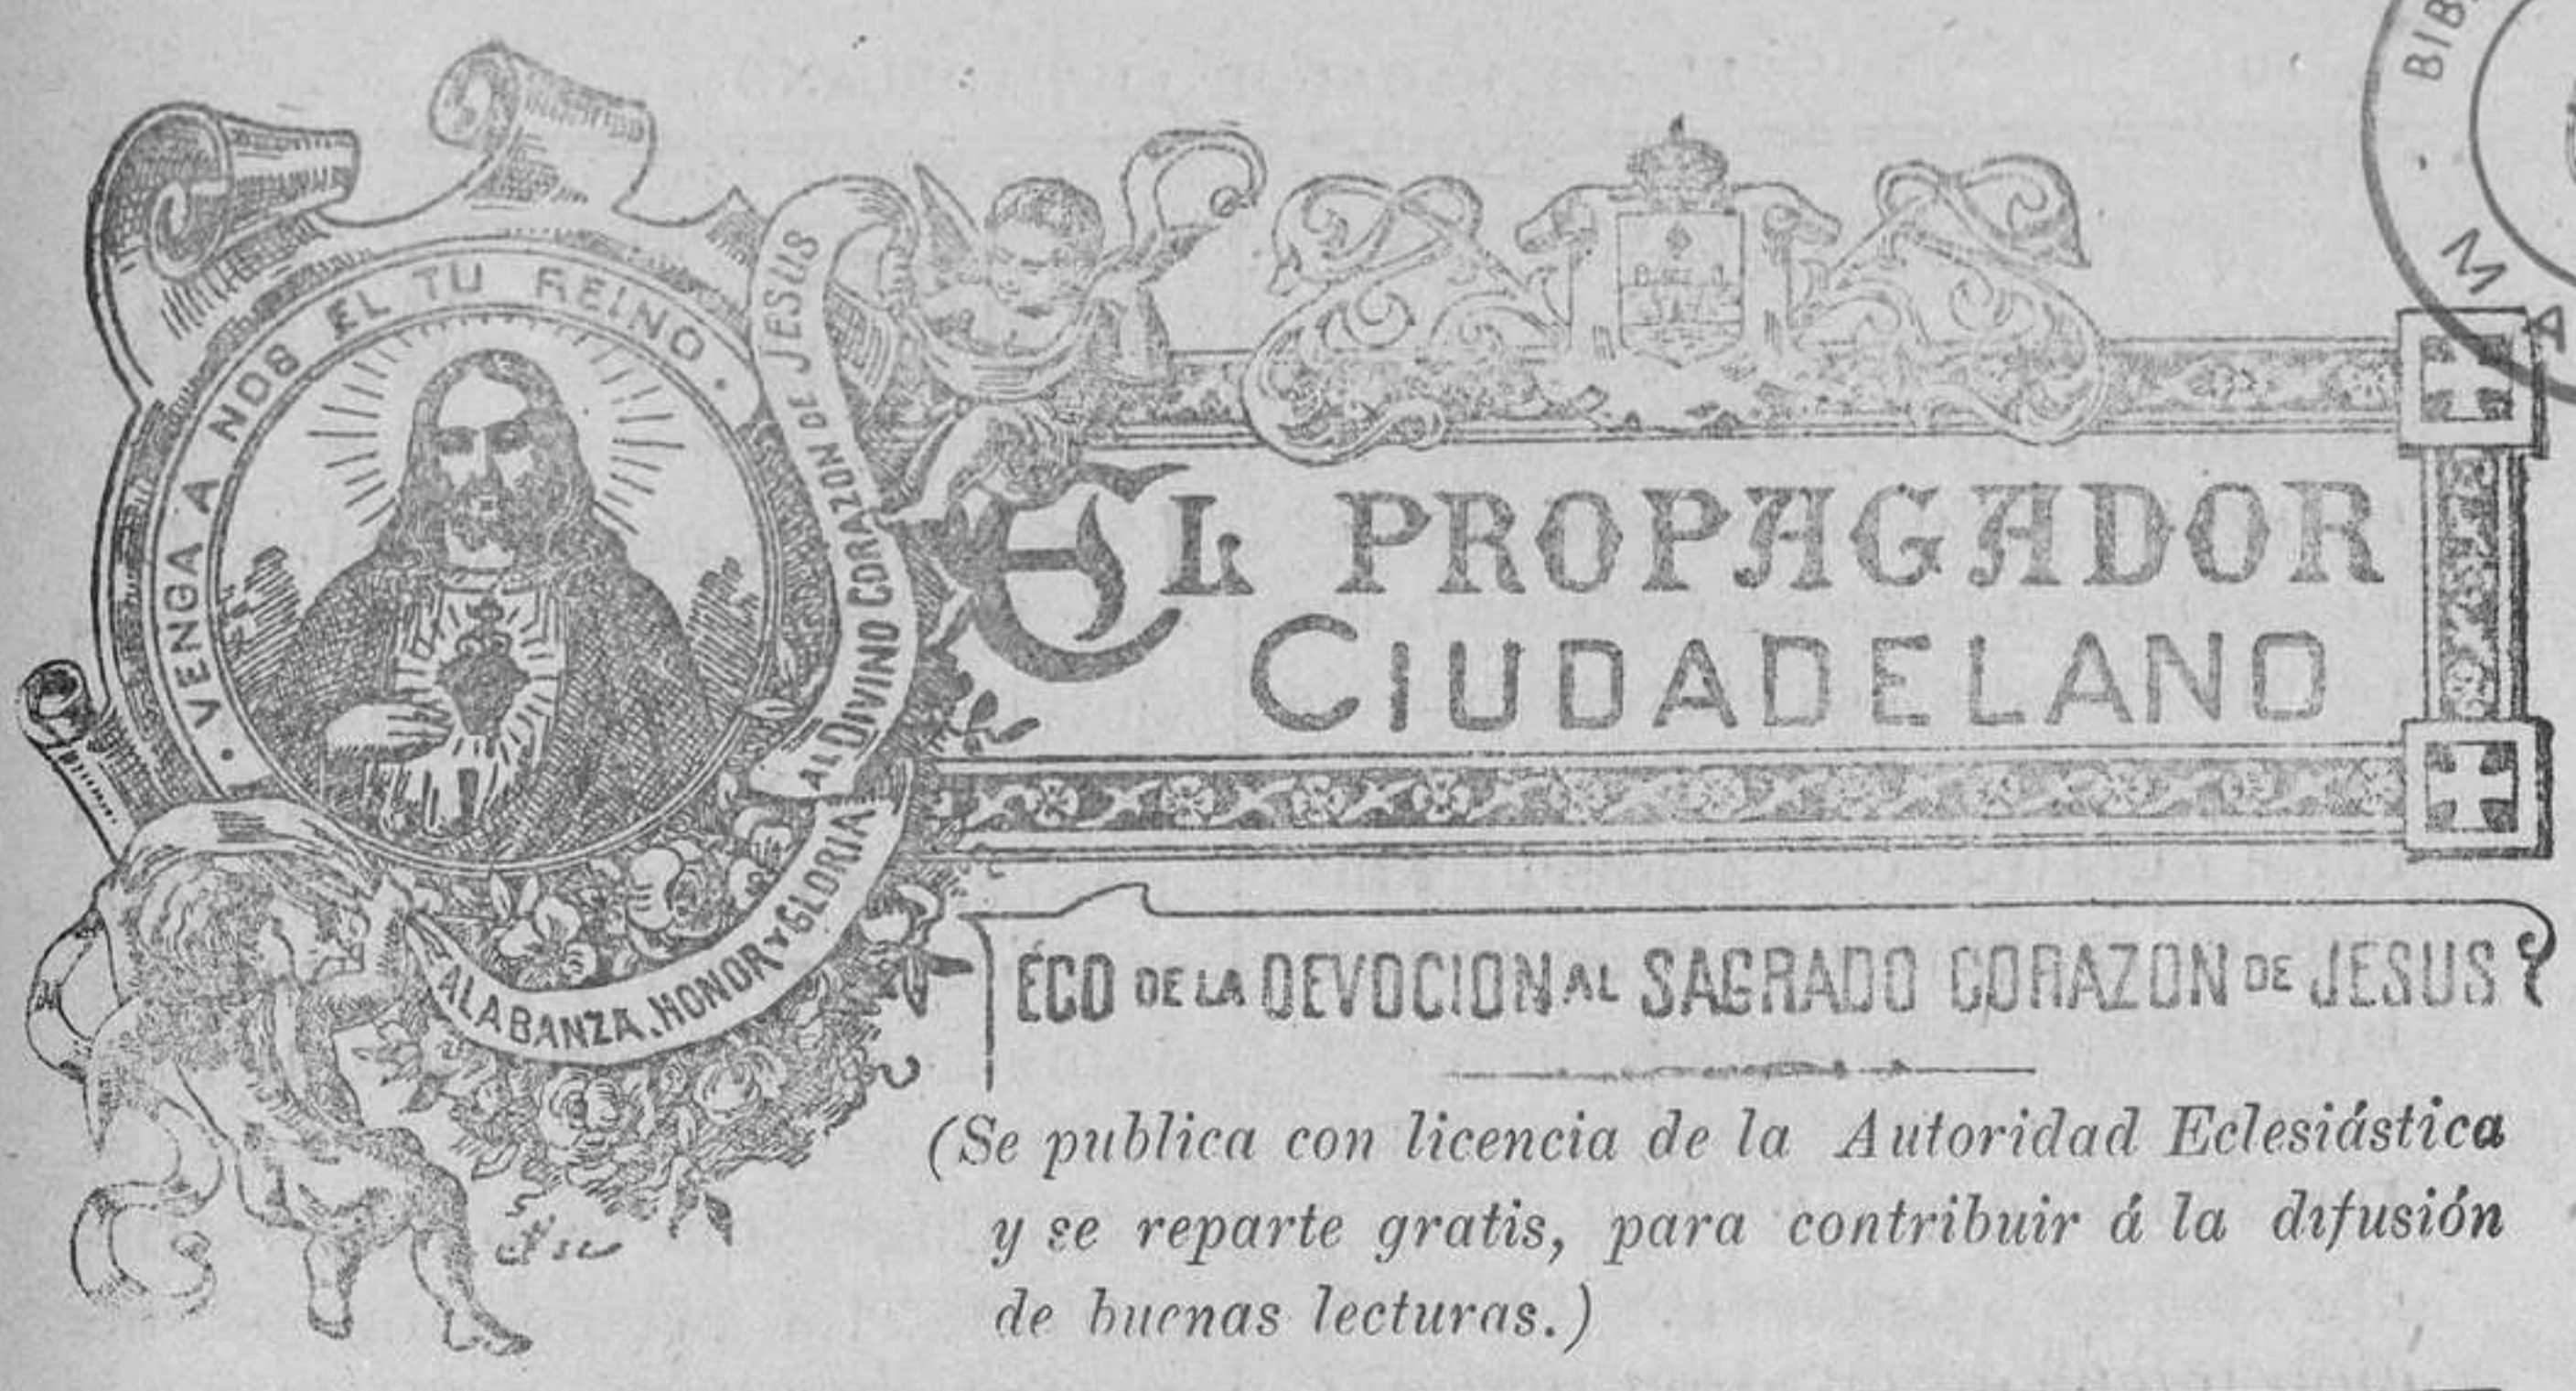 · VENGA A NOS EL TU REINO ·
AL DIVINO CORAZON DE JESUS
ALABANZA, HONOR Y GLORIA
EL PROPAGADOR
CIUDADELANO
ÉCO DE LA DEVOCION AL SAGRADO CORAZON DE JESUS
(Se publica con licencia de la Autoridad Eclesiástica
y se reparte gratis, para contribuir á la difusión
de buenas lecturas.)